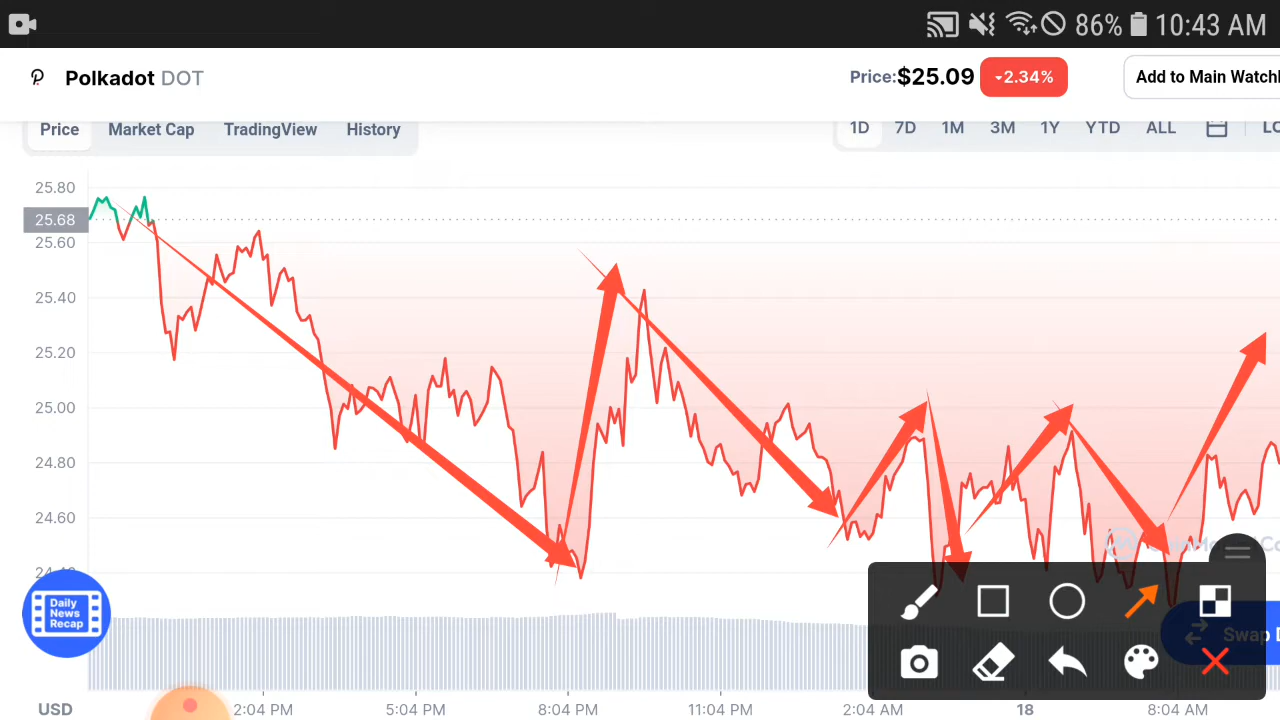 86% 10:43 AM
Polkadot DOT
Price: $25.09 2.34% Add to Main Watchl
Price Market Cap TradingView History
1D 7D 1M 3M 1Y YTD ALL LO
25.80
25.68
25.60
25.40
25.20
25.00
24.80
24.60
Daily
News
Recap
Swap D
USD 2:04 PM 5:04 PM 8:04 PM 11:04 PM 2:04 AM 18 8:04 AM